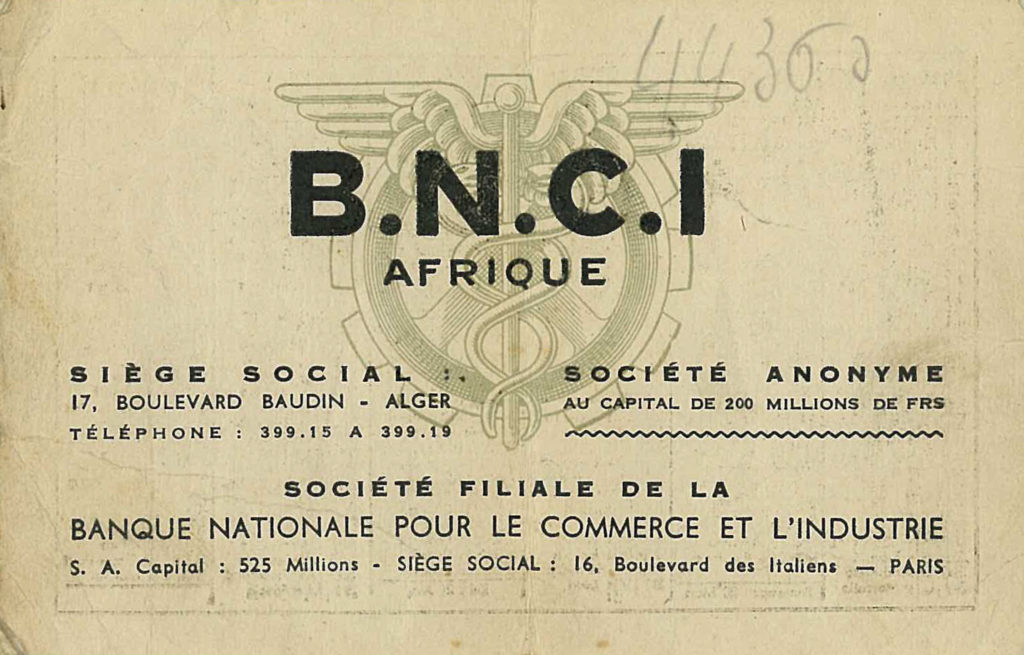 44360
B.N.C.I
AFRIQUE
SIÈGE SOCIAL :.
17, BOULEVARD BAUDIN - ALGER
TÉLÉPHONE : 399.15 A 399.19
SOCIÉTÉ ANONYME
AU CAPITAL DE 200 MILLIONS DE FRS
SOCIÉTÉ FILIALE DE LA
BANQUE NATIONALE POUR LE COMMERCE ET L'INDUSTRIE
S. A. Capital : 525 Millions - SIÈGE SOCIAL : 16, Boulevard des Italiens — PARIS